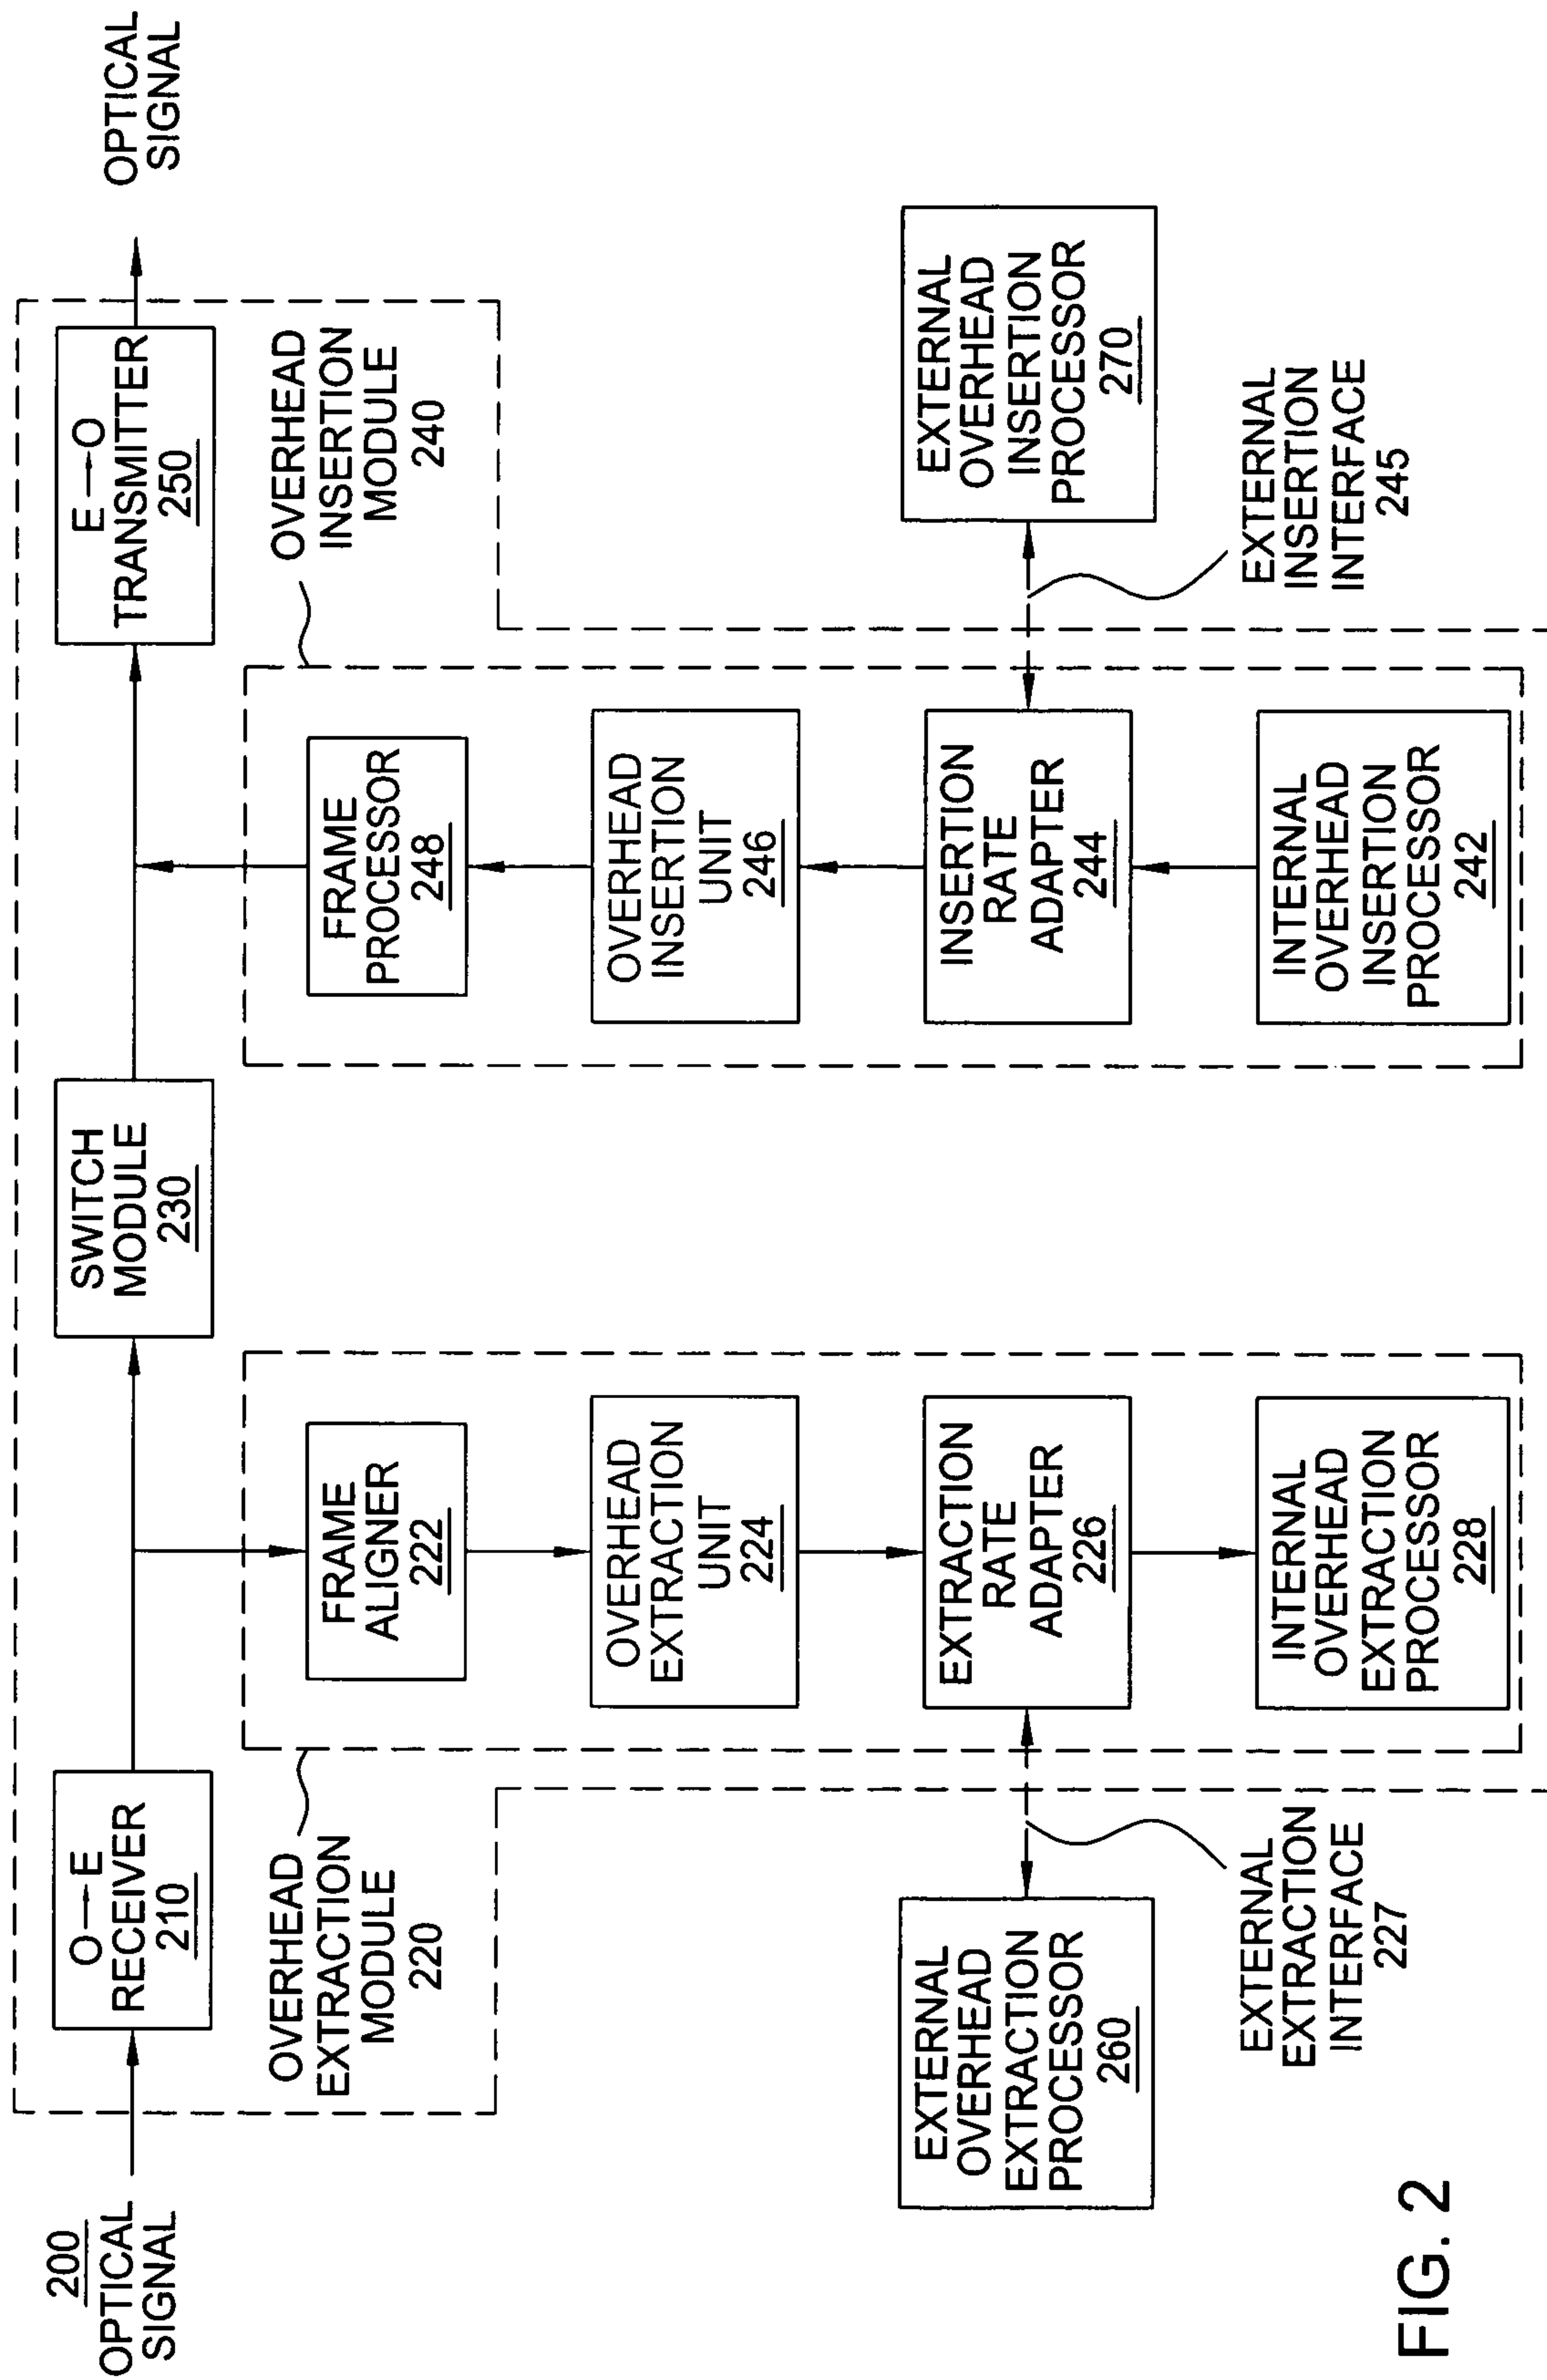 200
OPTICAL
SIGNAL
O→E
RECEIVER
210
SWITCH
MODULE
230
E→O
TRANSMITTER
250
OPTICAL
SIGNAL
OVERHEAD
EXTRACTION
MODULE
220
FRAME
ALIGNER
222
OVERHEAD
EXTRACTION
UNIT
224
EXTRACTION
RATE
ADAPTER
226
INTERNAL
OVERHEAD
EXTRACTION
PROCESSOR
228
EXTERNAL
OVERHEAD
EXTRACTION
PROCESSOR
260
EXTERNAL
EXTRACTION
INTERFACE
227
OVERHEAD
INSERTION
MODULE
240
FRAME
PROCESSOR
248
OVERHEAD
INSERTION
UNIT
246
INSERTION
RATE
ADAPTER
244
INTERNAL
OVERHEAD
INSERTION
PROCESSOR
242
EXTERNAL
OVERHEAD
INSERTION
PROCESSOR
270
EXTERNAL
INSERTION
INTERFACE
245
FIG. 2